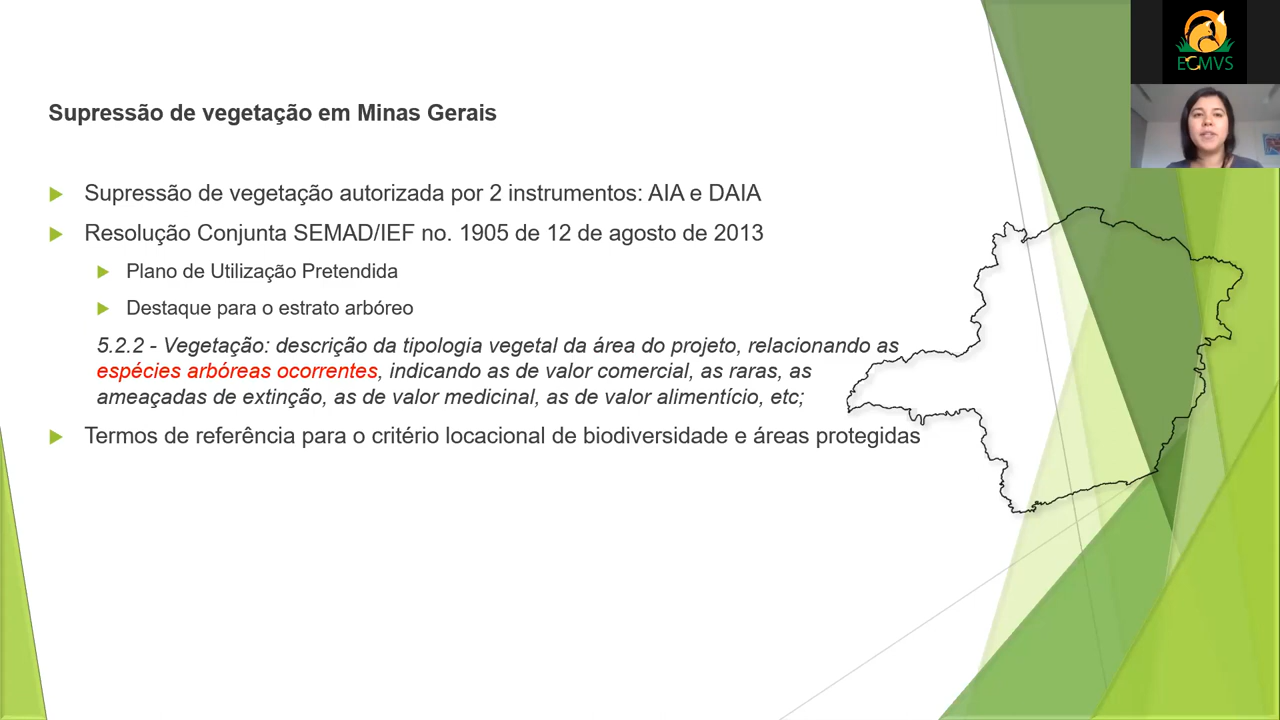 ECMVS
Supressão de vegetação em Minas Gerais
Supressão de vegetação autorizada por 2 instrumentos: AIA e DAIA
Resolução Conjunta SEMAD/IEF no. 1905 de 12 de agosto de 2013
Plano de Utilização Pretendida
Destaque para o estrato arbóreo
5.2.2 - Vegetação: descrição da tipologia vegetal da área do projeto, relacionando as
espécies arbóreas ocorrentes, indicando as de valor comercial, as raras, as
ameaçadas de extinção, as de valor medicinal, as de valor alimentício, etc;
Termos de referência para o critério locacional de biodiversidade e áreas protegidas